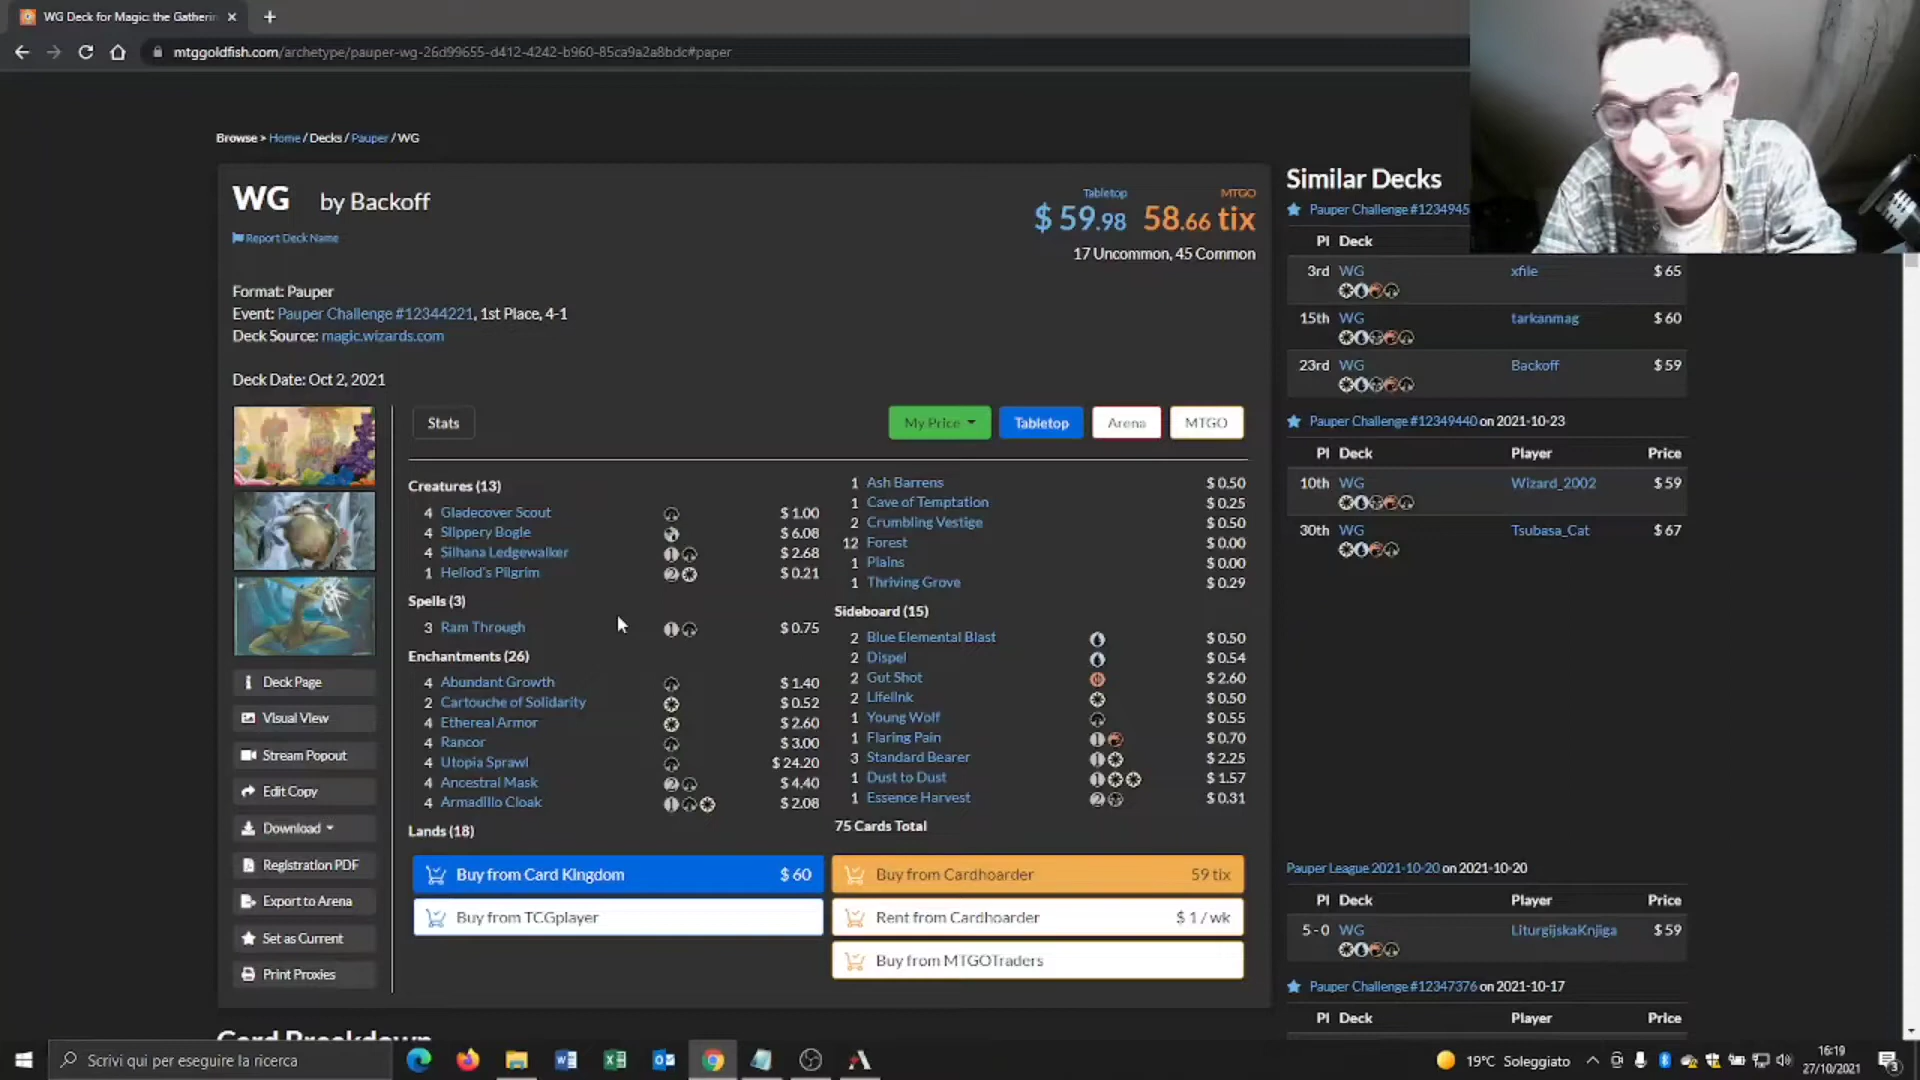 WG Deck for Magic: the Gatherin
mtggoldfish.com/archetype/pauper-wg-26d99655-d412-4242-b960-85ca9a2a8bdc#paper
Browse > Home / Decks / Pauper / WG
WG by Backoff
Report Deck Name
Tabletop MTGO
$ 59.98 58.66 tix
17 Uncommon, 45 Common
Format: Pauper
Event: Pauper Challenge #12344221, 1st Place, 4-1
Deck Source: magic.wizards.com
Deck Date: Oct 2, 2021
Stats
My Price Tabletop Arena MTGO
Creatures (13)
4 Gladecover Scout $ 1.00
4 Slippery Bogle $ 6.08
4 Silhana Ledgewalker 1 $ 2.68
1 Heliod's Pilgrim 2 $ 0.21
Spells (3)
3 Ram Through 1 $ 0.75
Enchantments (26)
4 Abundant Growth $ 1.40
2 Cartouche of Solidarity $ 0.52
4 Ethereal Armor $ 2.60
4 Rancor $ 3.00
4 Utopia Sprawl $ 24.20
4 Ancestral Mask 2 $ 4.40
4 Armadillo Cloak 1 $ 2.08
Lands (18)
1 Ash Barrens $ 0.50
1 Cave of Temptation $ 0.25
2 Crumbling Vestige $ 0.50
12 Forest $ 0.00
1 Plains $ 0.00
1 Thriving Grove $ 0.29
Sideboard (15)
2 Blue Elemental Blast $ 0.50
2 Dispel $ 0.54
2 Gut Shot $ 2.60
2 Lifelink $ 0.50
1 Young Wolf $ 0.55
1 Flaring Pain 1 $ 0.70
3 Standard Bearer 1 $ 2.25
1 Dust to Dust 1 $ 1.57
1 Essence Harvest 2 $ 0.31
75 Cards Total
Buy from Card Kingdom $ 60
Buy from TCGplayer
Buy from Cardhoarder 59 tix
Rent from Cardhoarder $ 1 / wk
Buy from MTGOTraders
Deck Page
Visual View
Stream Popout
Edit Copy
Download
Registration PDF
Export to Arena
Set as Current
Print Proxies
Card Breakdown
Similar Decks
Pauper Challenge #1234945
Pl Deck
3rd WG xfile $ 65
15th WG tarkanmag $ 60
23rd WG Backoff $ 59
Pauper Challenge #12349440 on 2021-10-23
Pl Deck Player Price
10th WG Wizard_2002 $ 59
30th WG Tsubasa_Cat $ 67
Pauper League 2021-10-20 on 2021-10-20
Pl Deck Player Price
5 - 0 WG LiturgijskaKnjiga $ 59
Pauper Challenge #12347376 on 2021-10-17
Pl Deck Player Price
Scrivi qui per eseguire la ricerca
19°C Soleggiato
16:19
27/10/2021
3